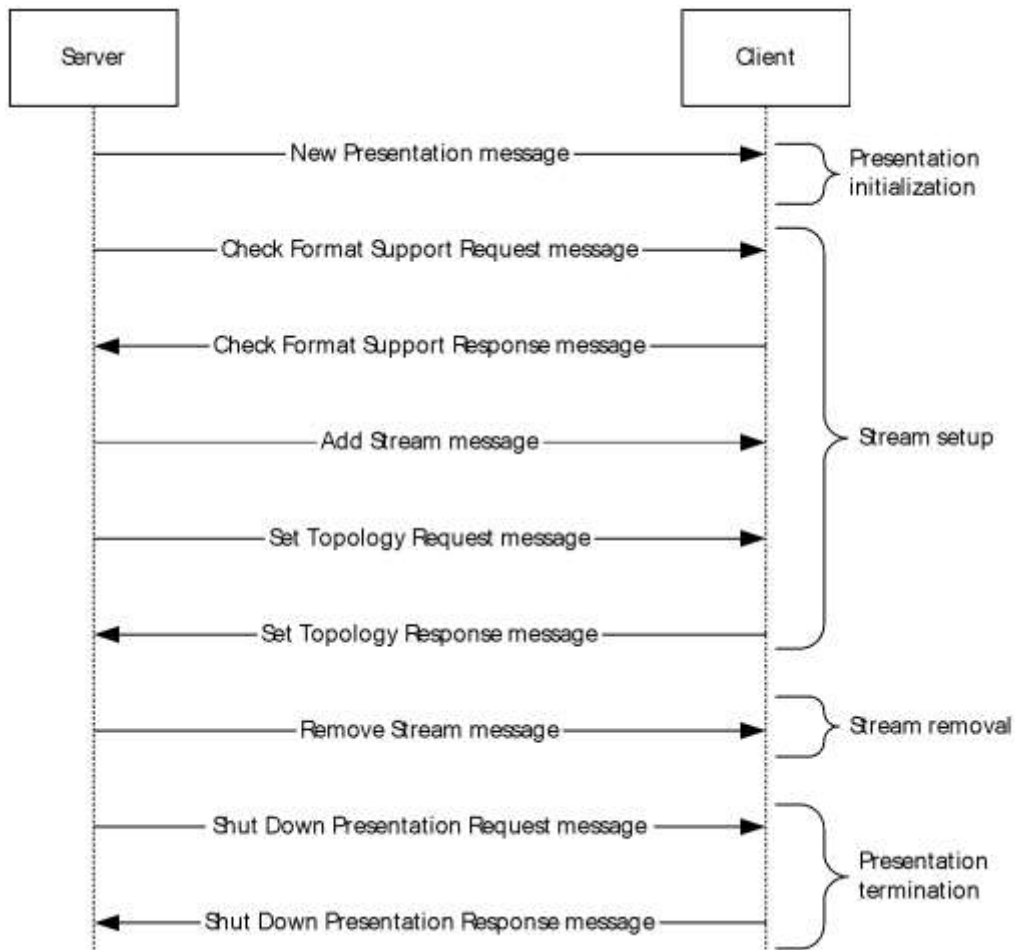 Server
Client
New Presentation message
Presentation
initialization
Check Format Support Request message
Check Format Support Response message
Add Stream message
Stream setup
Set Topology Request message
Set Topology Response message
Remove Stream message
Stream removal
Shut Down Presentation Request message
Presentation
termination
Shut Down Presentation Response message